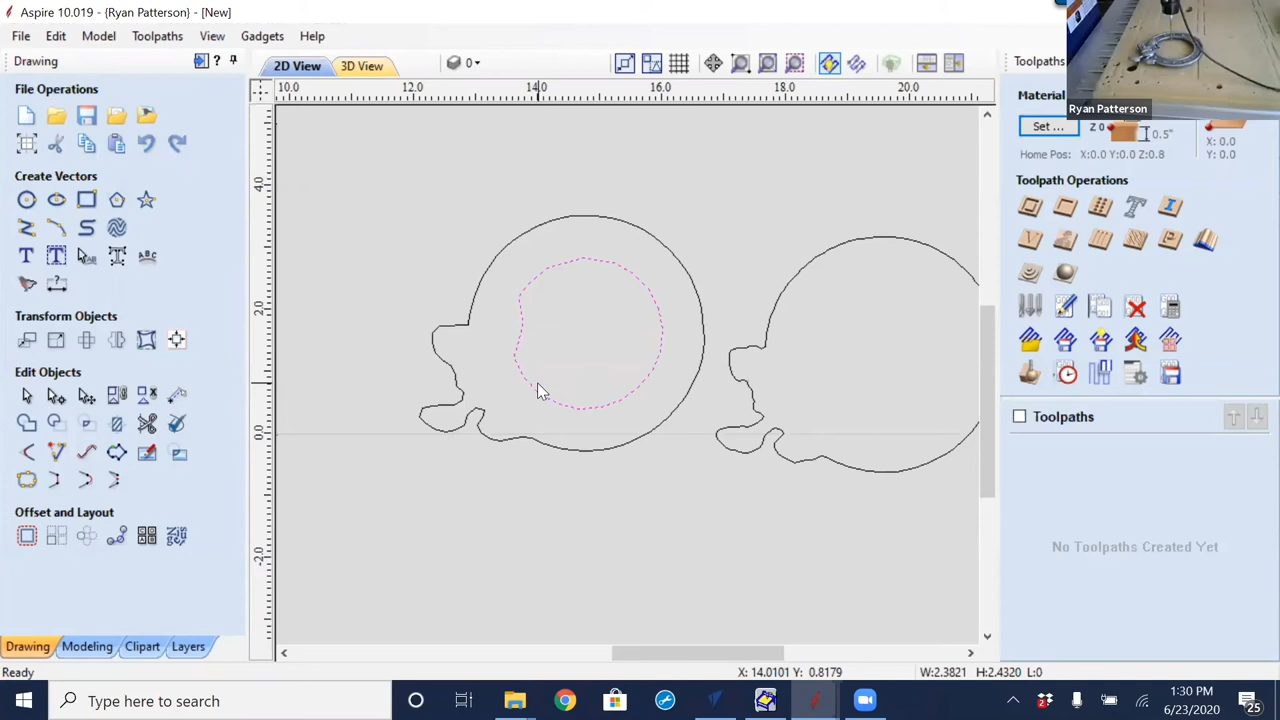 Aspire 10.019 - {Ryan Patterson} - [New]
File Edit Model Toolpaths View Gadgets Help
Drawing
2D View
3D View
0
Toolpaths
Ryan Patterson
File Operations
Create Vectors
Transform Objects
Edit Objects
Offset and Layout
Drawing Modeling Clipart Layers
10.0 12.0 14.0 16.0 18.0 20.0
4.0
2.0
0.0
-2.0
Set ...
Z 0
0.5"
X: 0.0
Y: 0.0
Home Pos: X:0.0 Y:0.0 Z:0.8
Toolpath Operations
Toolpaths
No Toolpaths Created Yet
Ready
X: 14.0101 Y: 0.8179
W:2.3821 H:2.4320 L:0
Type here to search
1:30 PM
6/23/2020
25